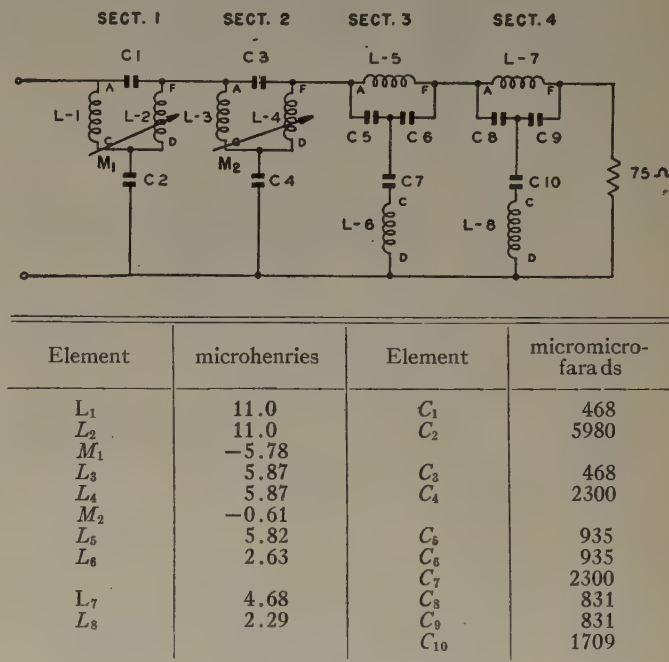 SECT. 1 SECT. 2 SECT. 3 SECT. 4
C1 C3 L-5 L-7
A F A F A F A F
L-1 L-2 L-3 L-4 C5 C6 C8 C9
C D C D
M1 M2
C2 C4 C7 C10 75 Ω
C C
L-6 L-8
D D
Element microhenries Element micromicro-
farads
L1 11.0 C1 468
L2 11.0 C2 5980
M1 −5.78
L3 5.87 C3 468
L4 5.87 C4 2300
M2 −0.61
L5 5.82 C5 935
L6 2.63 C6 935
C7 2300
L7 4.68 C8 831
L8 2.29 C9 831
C10 1709